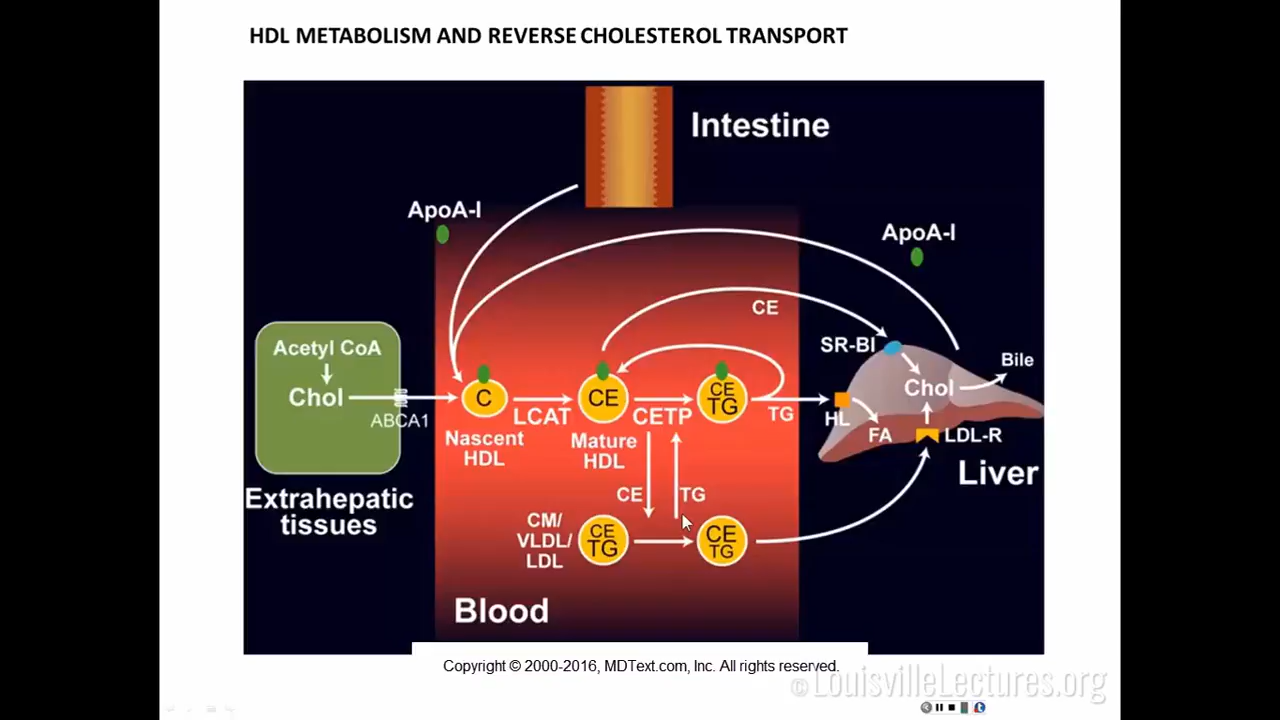 HDL METABOLISM AND REVERSE CHOLESTEROL TRANSPORT
Intestine
ApoA-I
ApoA-I
CE
SR-BI
Acetyl CoA
Chol
ABCA1
C
LCAT
CE
CETP
CE
TG
TG
HL
FA
Chol
Bile
LDL-R
Liver
Nascent
HDL
Mature
HDL
Extrahepatic
tissues
CE
TG
CM/
VLDL/
LDL
CE
TG
CE
TG
Blood
Copyright © 2000-2016, MDText.com, Inc. All rights reserved.
©LouisvilleLectures.org